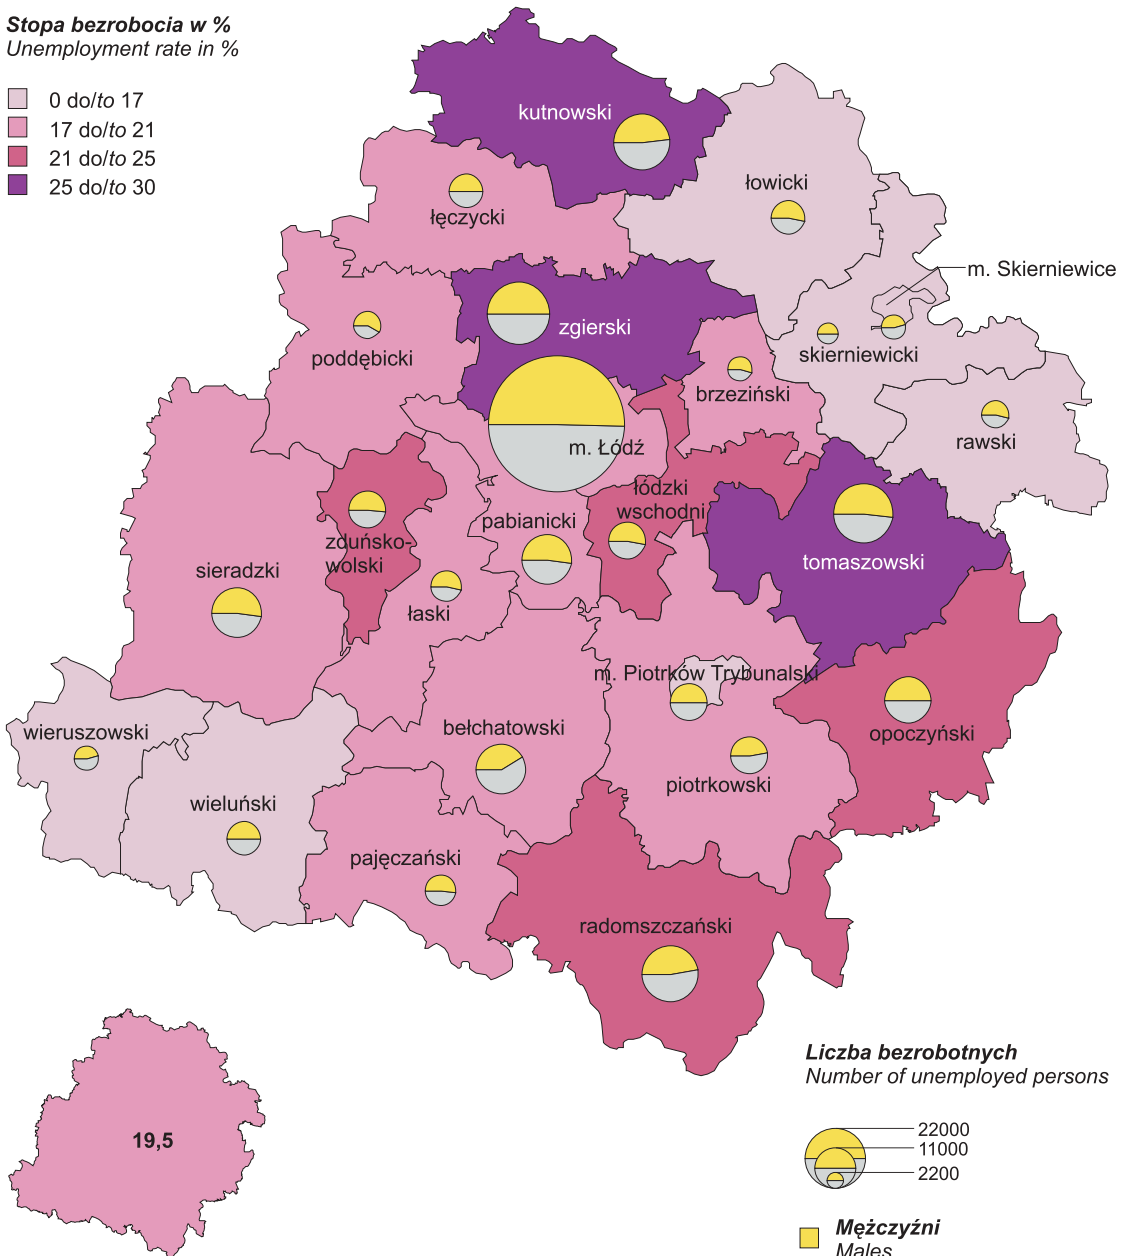 Stopa bezrobocia w %
Unemployment rate in %
0 do/to 17
17 do/to 21
21 do/to 25
25 do/to 30
kutnowski
łowicki
łęczycki
m. Skierniewice
zgierski
skierniewicki
poddębicki
brzeziński
rawski
m. Łódź
łódzki
wschodni
pabianicki
zduńsko-
wolski
tomaszowski
sieradzki
łaski
m. Piotrków Trybunalski
bełchatowski
wieruszowski
opoczyński
piotrkowski
wieluński
pajęczański
radomszczański
Liczba bezrobotnych
Number of unemployed persons
22000
11000
2200
19,5
Mężczyźni
Males